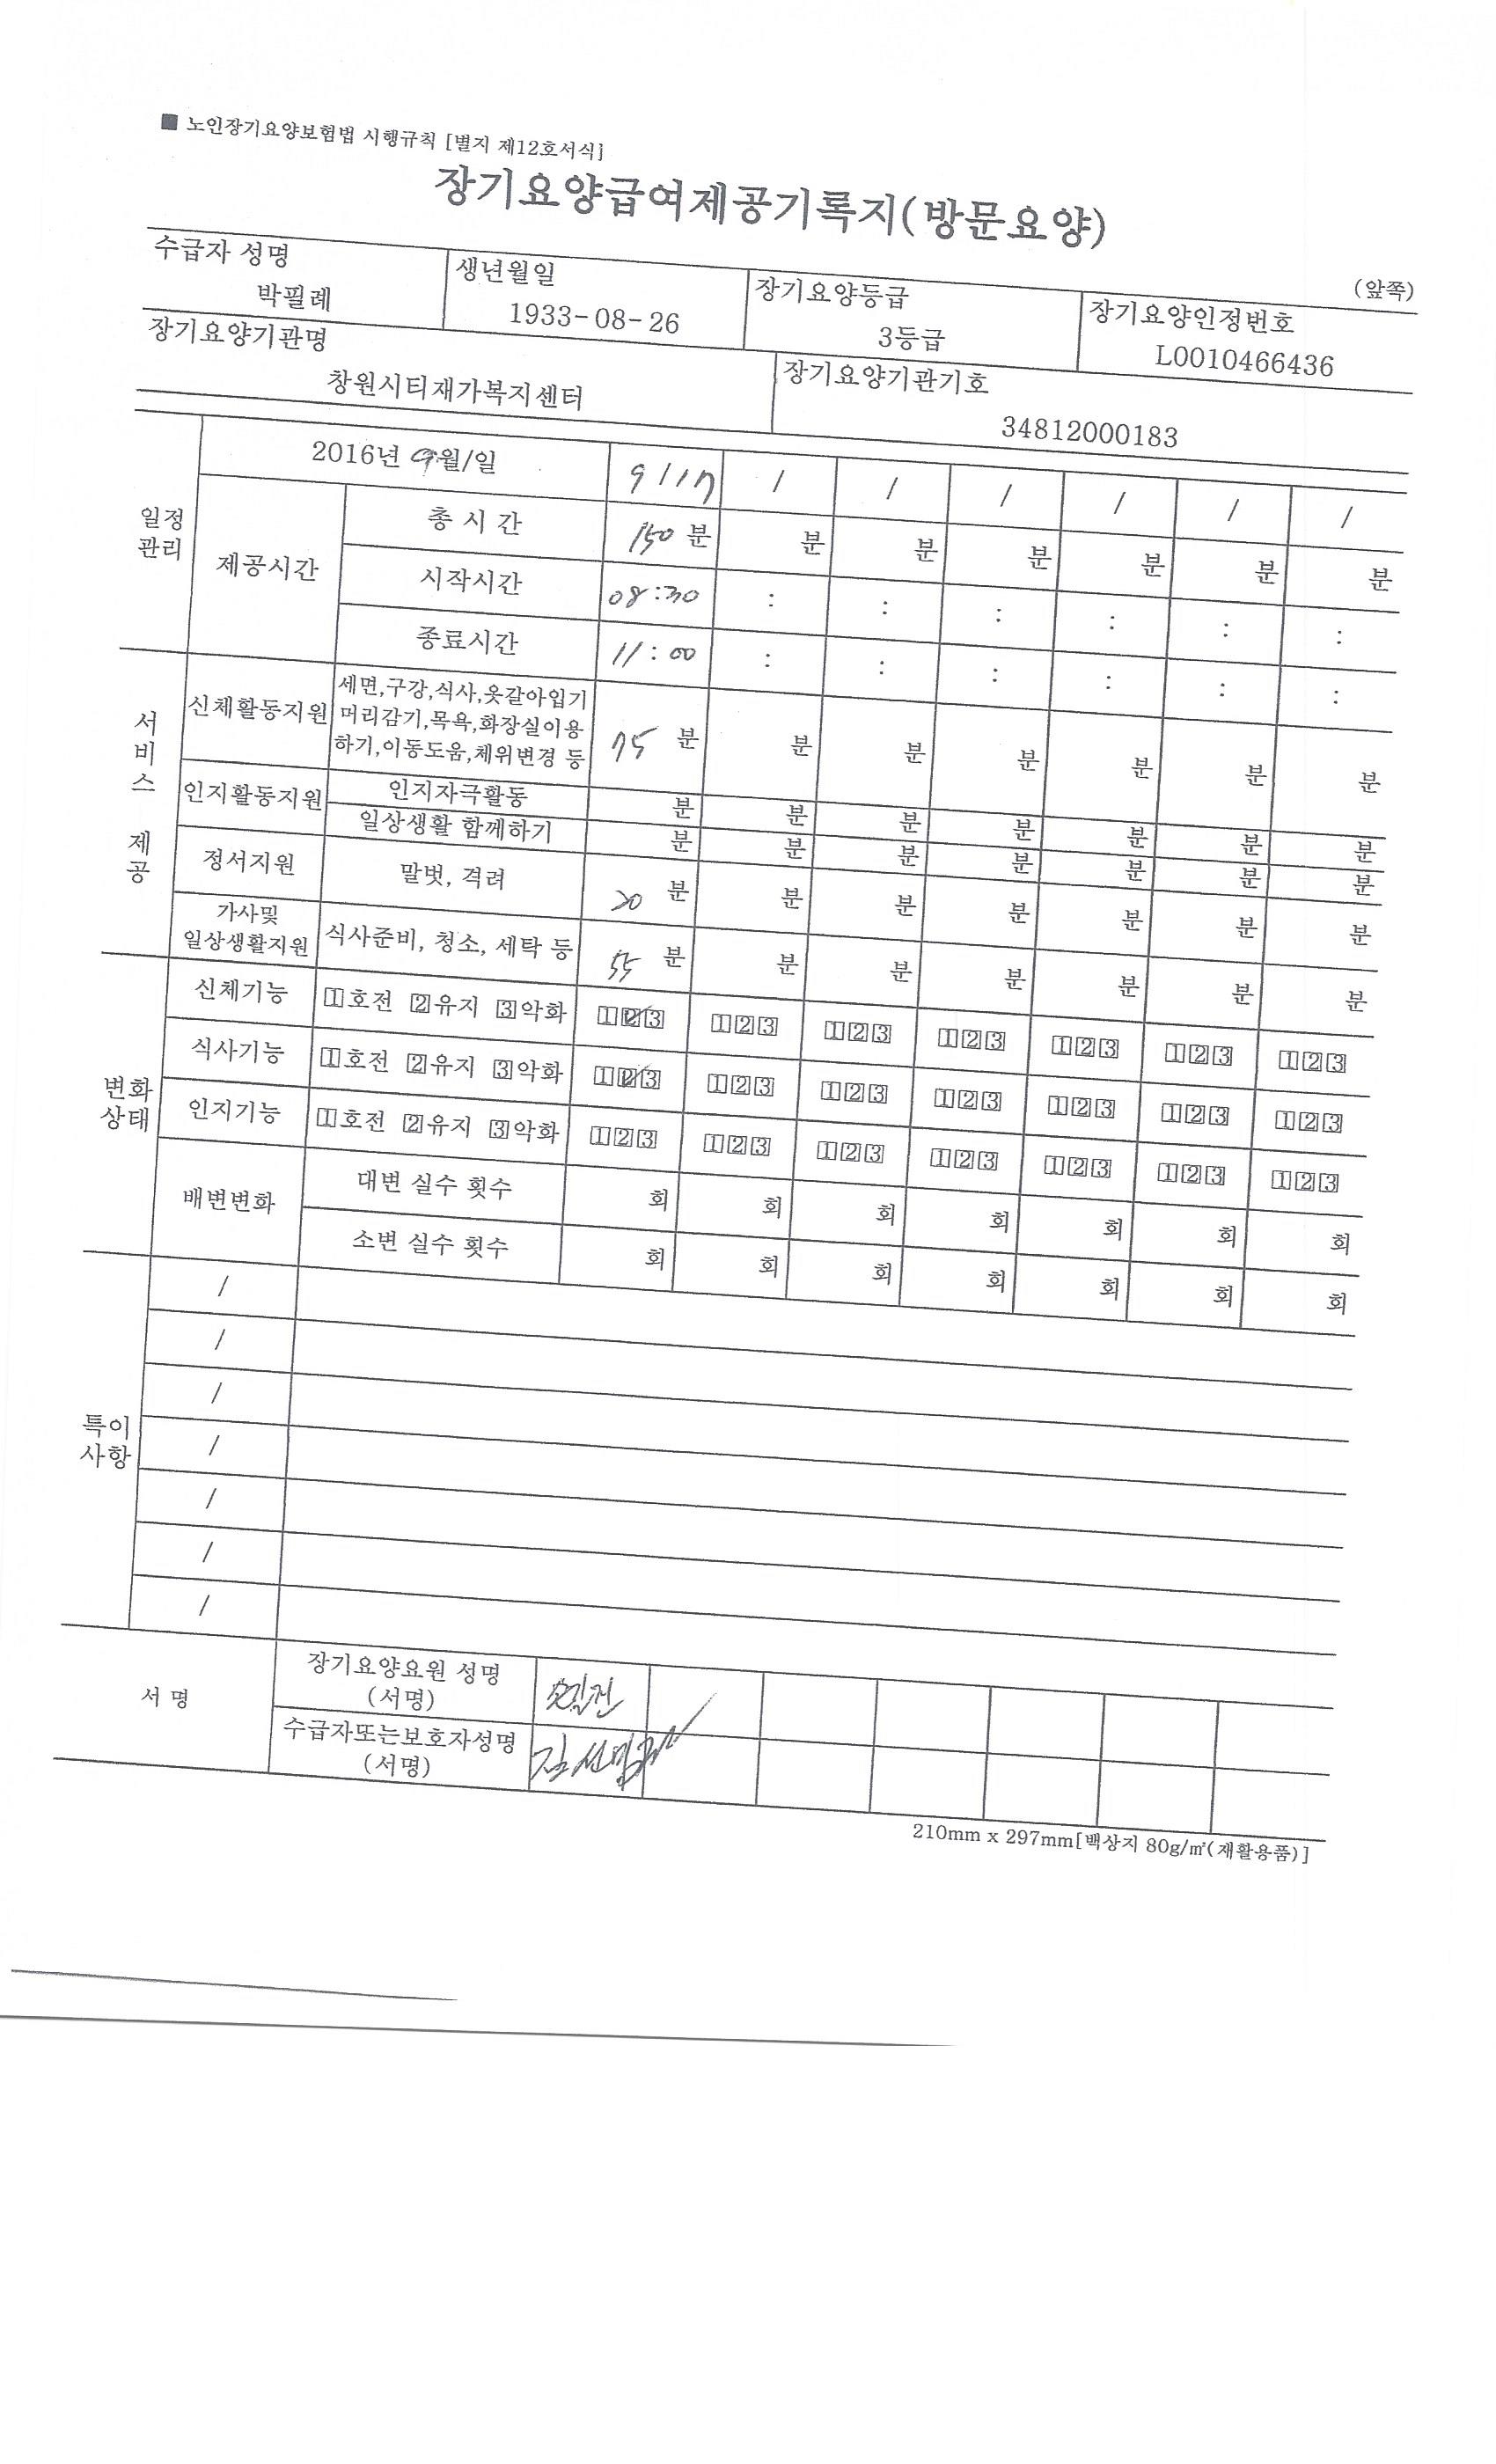 ■ 노인장기요양보험법 시행규칙 [별지 제12호서식]
장기요양급여제공기록지(방문요양)
(앞쪽)
수급자 성명 생년월일 장기요양등급 장기요양인정번호
박필례 1933-08-26 3등급 L0010466436
장기요양기관명 장기요양기관기호
창원시티재가복지센터 34812000183
일정
관리
2016년 9월/일 9/17 / / / / / /
제공시간
총 시 간 150 분 분 분 분 분 분 분
시작시간 08:30 : : : : : :
종료시간 11:00 : : : : : :
서
비
스
제
공
신체활동지원
세면,구강,식사,옷갈아입기
머리감기,목욕,화장실이용
하기,이동도움,체위변경 등
75 분 분 분 분 분 분 분
인지활동지원
인지자극활동 분 분 분 분 분 분 분
일상생활 함께하기 분 분 분 분 분 분 분
정서지원 말벗, 격려 20 분 분 분 분 분 분 분
가사및
일상생활지원 식사준비, 청소, 세탁 등 55 분 분 분 분 분 분 분
변화
상태
신체기능 1호전 2유지 3악화 123 123 123 123 123 123 123
식사기능 1호전 2유지 3악화 123 123 123 123 123 123 123
인지기능 1호전 2유지 3악화 123 123 123 123 123 123 123
배변변화
대변 실수 횟수 회 회 회 회 회 회 회
소변 실수 횟수 회 회 회 회 회 회 회
특이
사항
/
/
/
/
/
/
/
서 명
장기요양요원 성명
(서명)
수급자또는보호자성명
(서명)
210mm x 297mm[백상지 80g/㎡(재활용품)]